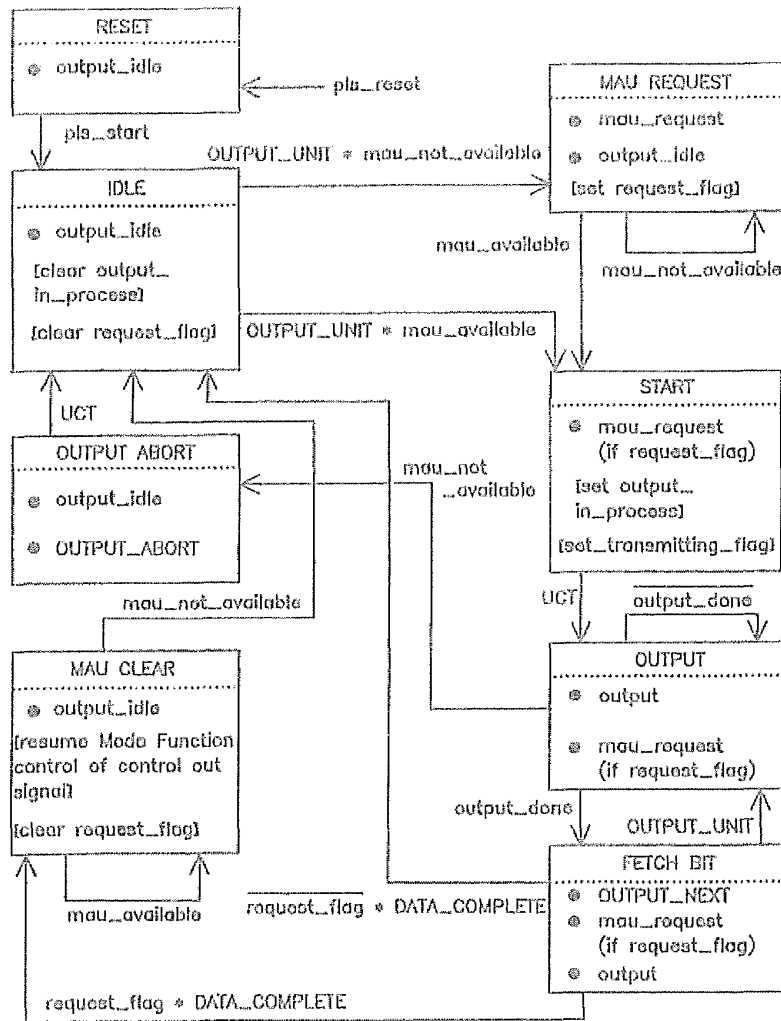 RESET
output_idle
pls_reset
pls_start
MAU REQUEST
mau_request
output_idle
[set request_flag]
OUTPUT_UNIT * mau_not_available
IDLE
output_idle
[clear output_
in_process]
[clear request_flag]
mau_available
mau_not_available
OUTPUT_UNIT * mau_available
START
mau_request
(if request_flag)
[set output_
in_process]
[set_transmitting_flag]
UCT
OUTPUT ABORT
output_idle
OUTPUT_ABORT
mau_not
_available
UCT
output_done
mau_not_available
OUTPUT
output
mau_request
(if request_flag)
MAU CLEAR
output_idle
[resume Mode Function
control of control out
signal]
[clear request_flag]
output_done
OUTPUT_UNIT
mau_available
FETCH BIT
OUTPUT_NEXT
mau_request
(if request_flag)
output
request_flag * DATA_COMPLETE
request_flag * DATA_COMPLETE